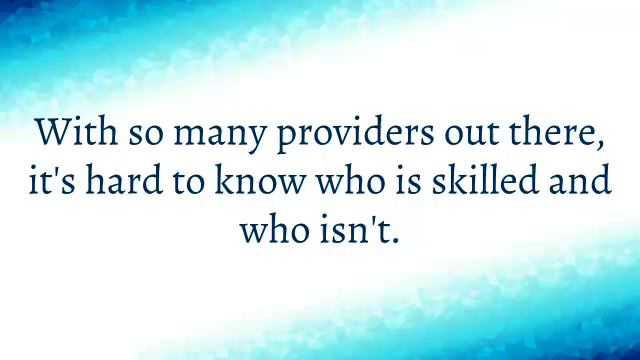 With so many providers out there,
it's hard to know who is skilled and
who isn't.